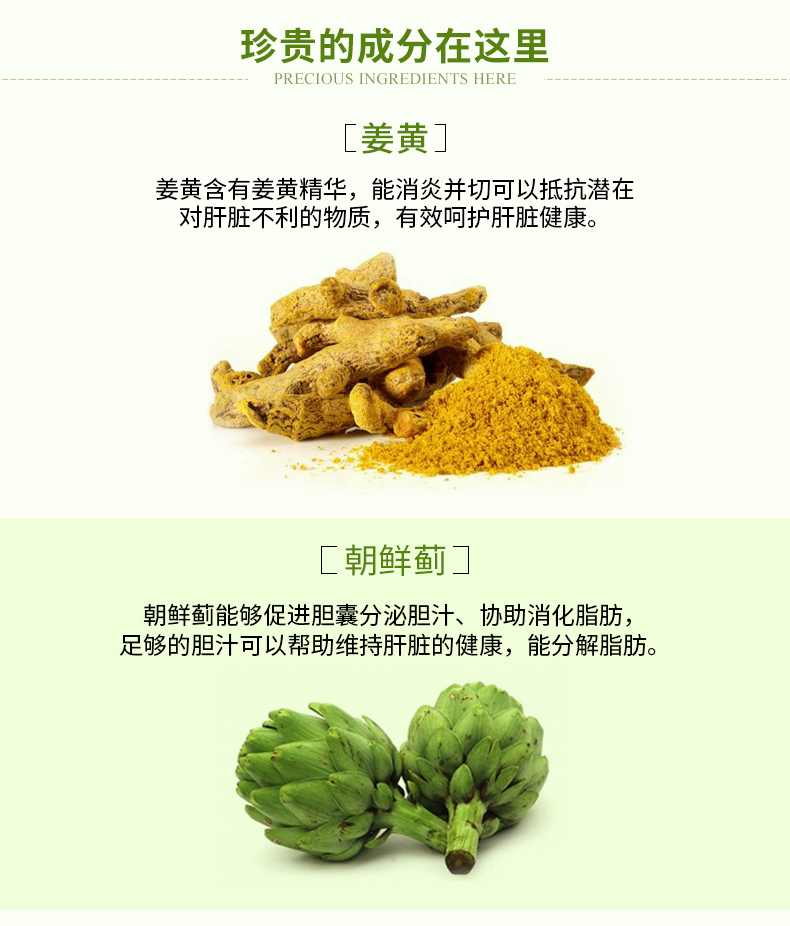 珍贵的成分在这里
PRECIOUS INGREDIENTS HERE
姜黄
姜黄含有姜黄精华，能消炎并切可以抵抗潜在
对肝脏不利的物质，有效呵护肝脏健康。
朝鲜蓟
朝鲜蓟能够促进胆囊分泌胆汁、协助消化脂肪，
足够的胆汁可以帮助维持肝脏的健康，能分解脂肪。